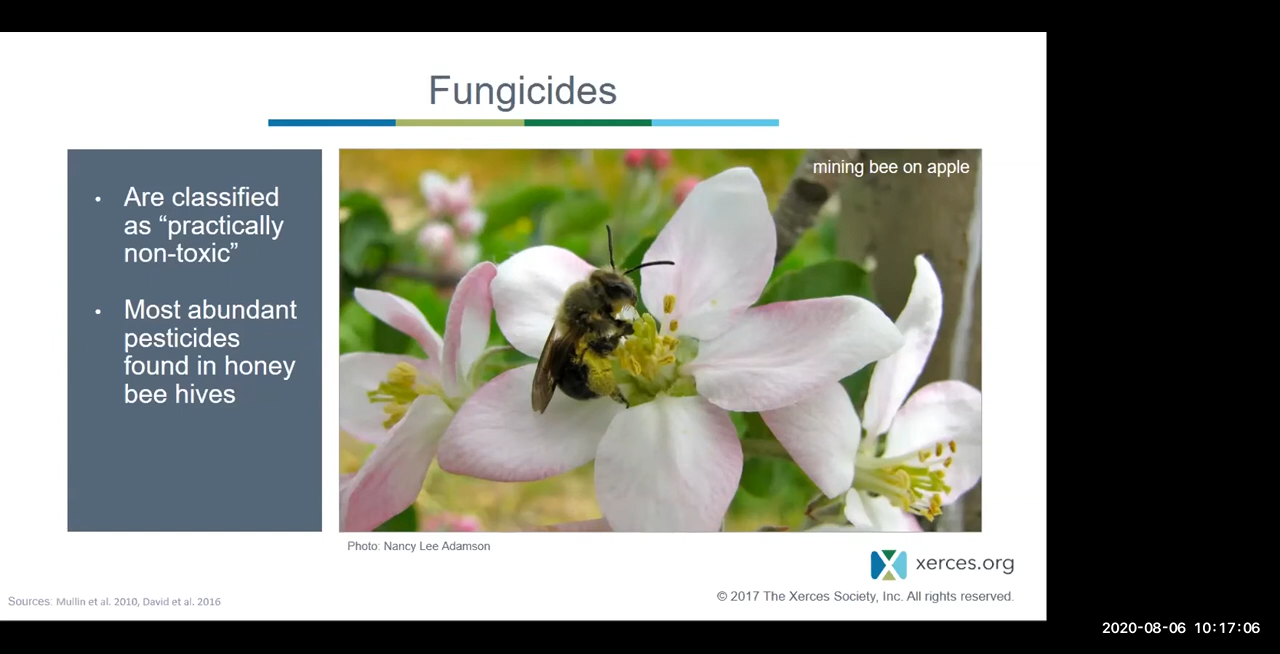 Fungicides
• Are classified
as “practically
non-toxic”
• Most abundant
pesticides
found in honey
bee hives
mining bee on apple
Photo: Nancy Lee Adamson
xerces.org
Sources: Mullin et al. 2010, David et al. 2016
© 2017 The Xerces Society, Inc. All rights reserved.
2020-08-06 10:17:06